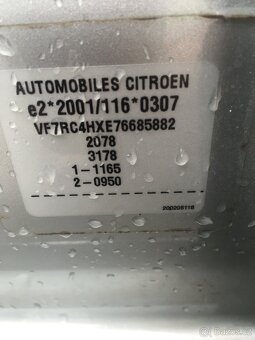 AUTOMOBILES CITROEN
e2*2001/116*0307
VF7RC4HXE76685882
2078
3178
1-1165
2-0950